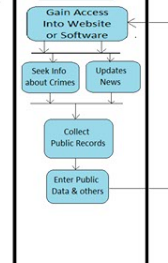 Gain Access
Into Website
or Software
Seek Info
about Crimes
Updates
News
Collect
Public Records
Enter Public
Data & others